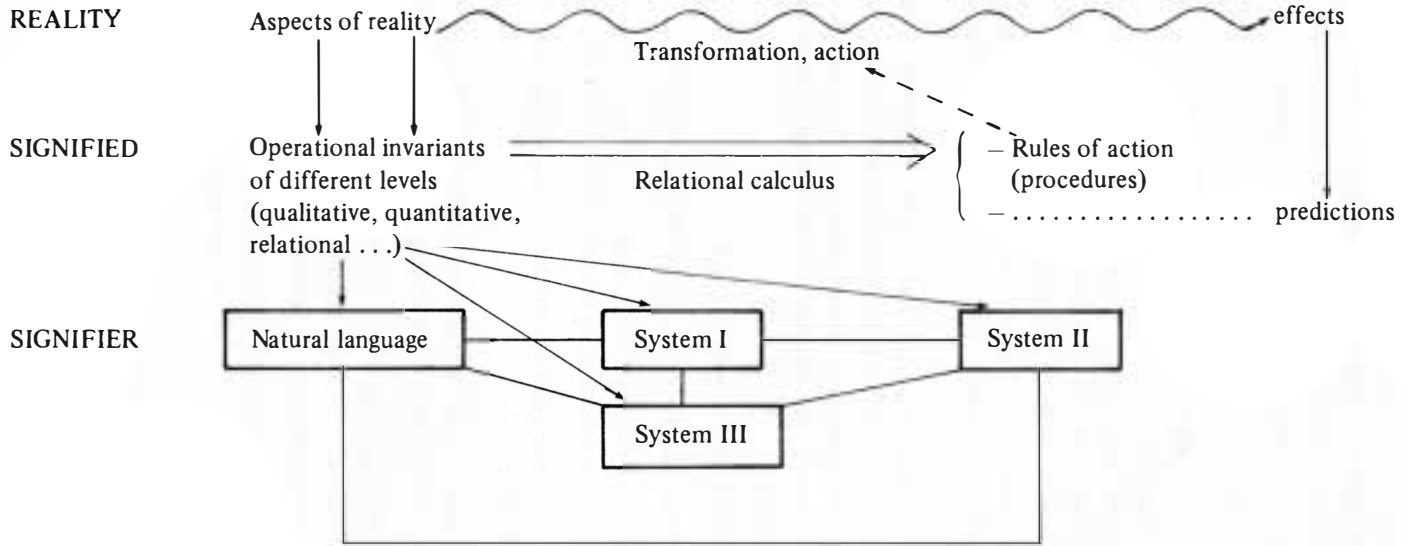 REALITY
Aspects of reality
effects
Transformation, action
SIGNIFIED
Operational invariants
of different levels
(qualitative, quantitative,
relational . . .)
Relational calculus
– Rules of action
(procedures)
– . . . . . . . . . . . . . . . . . . . predictions
SIGNIFIER
Natural language
System I
System II
System III